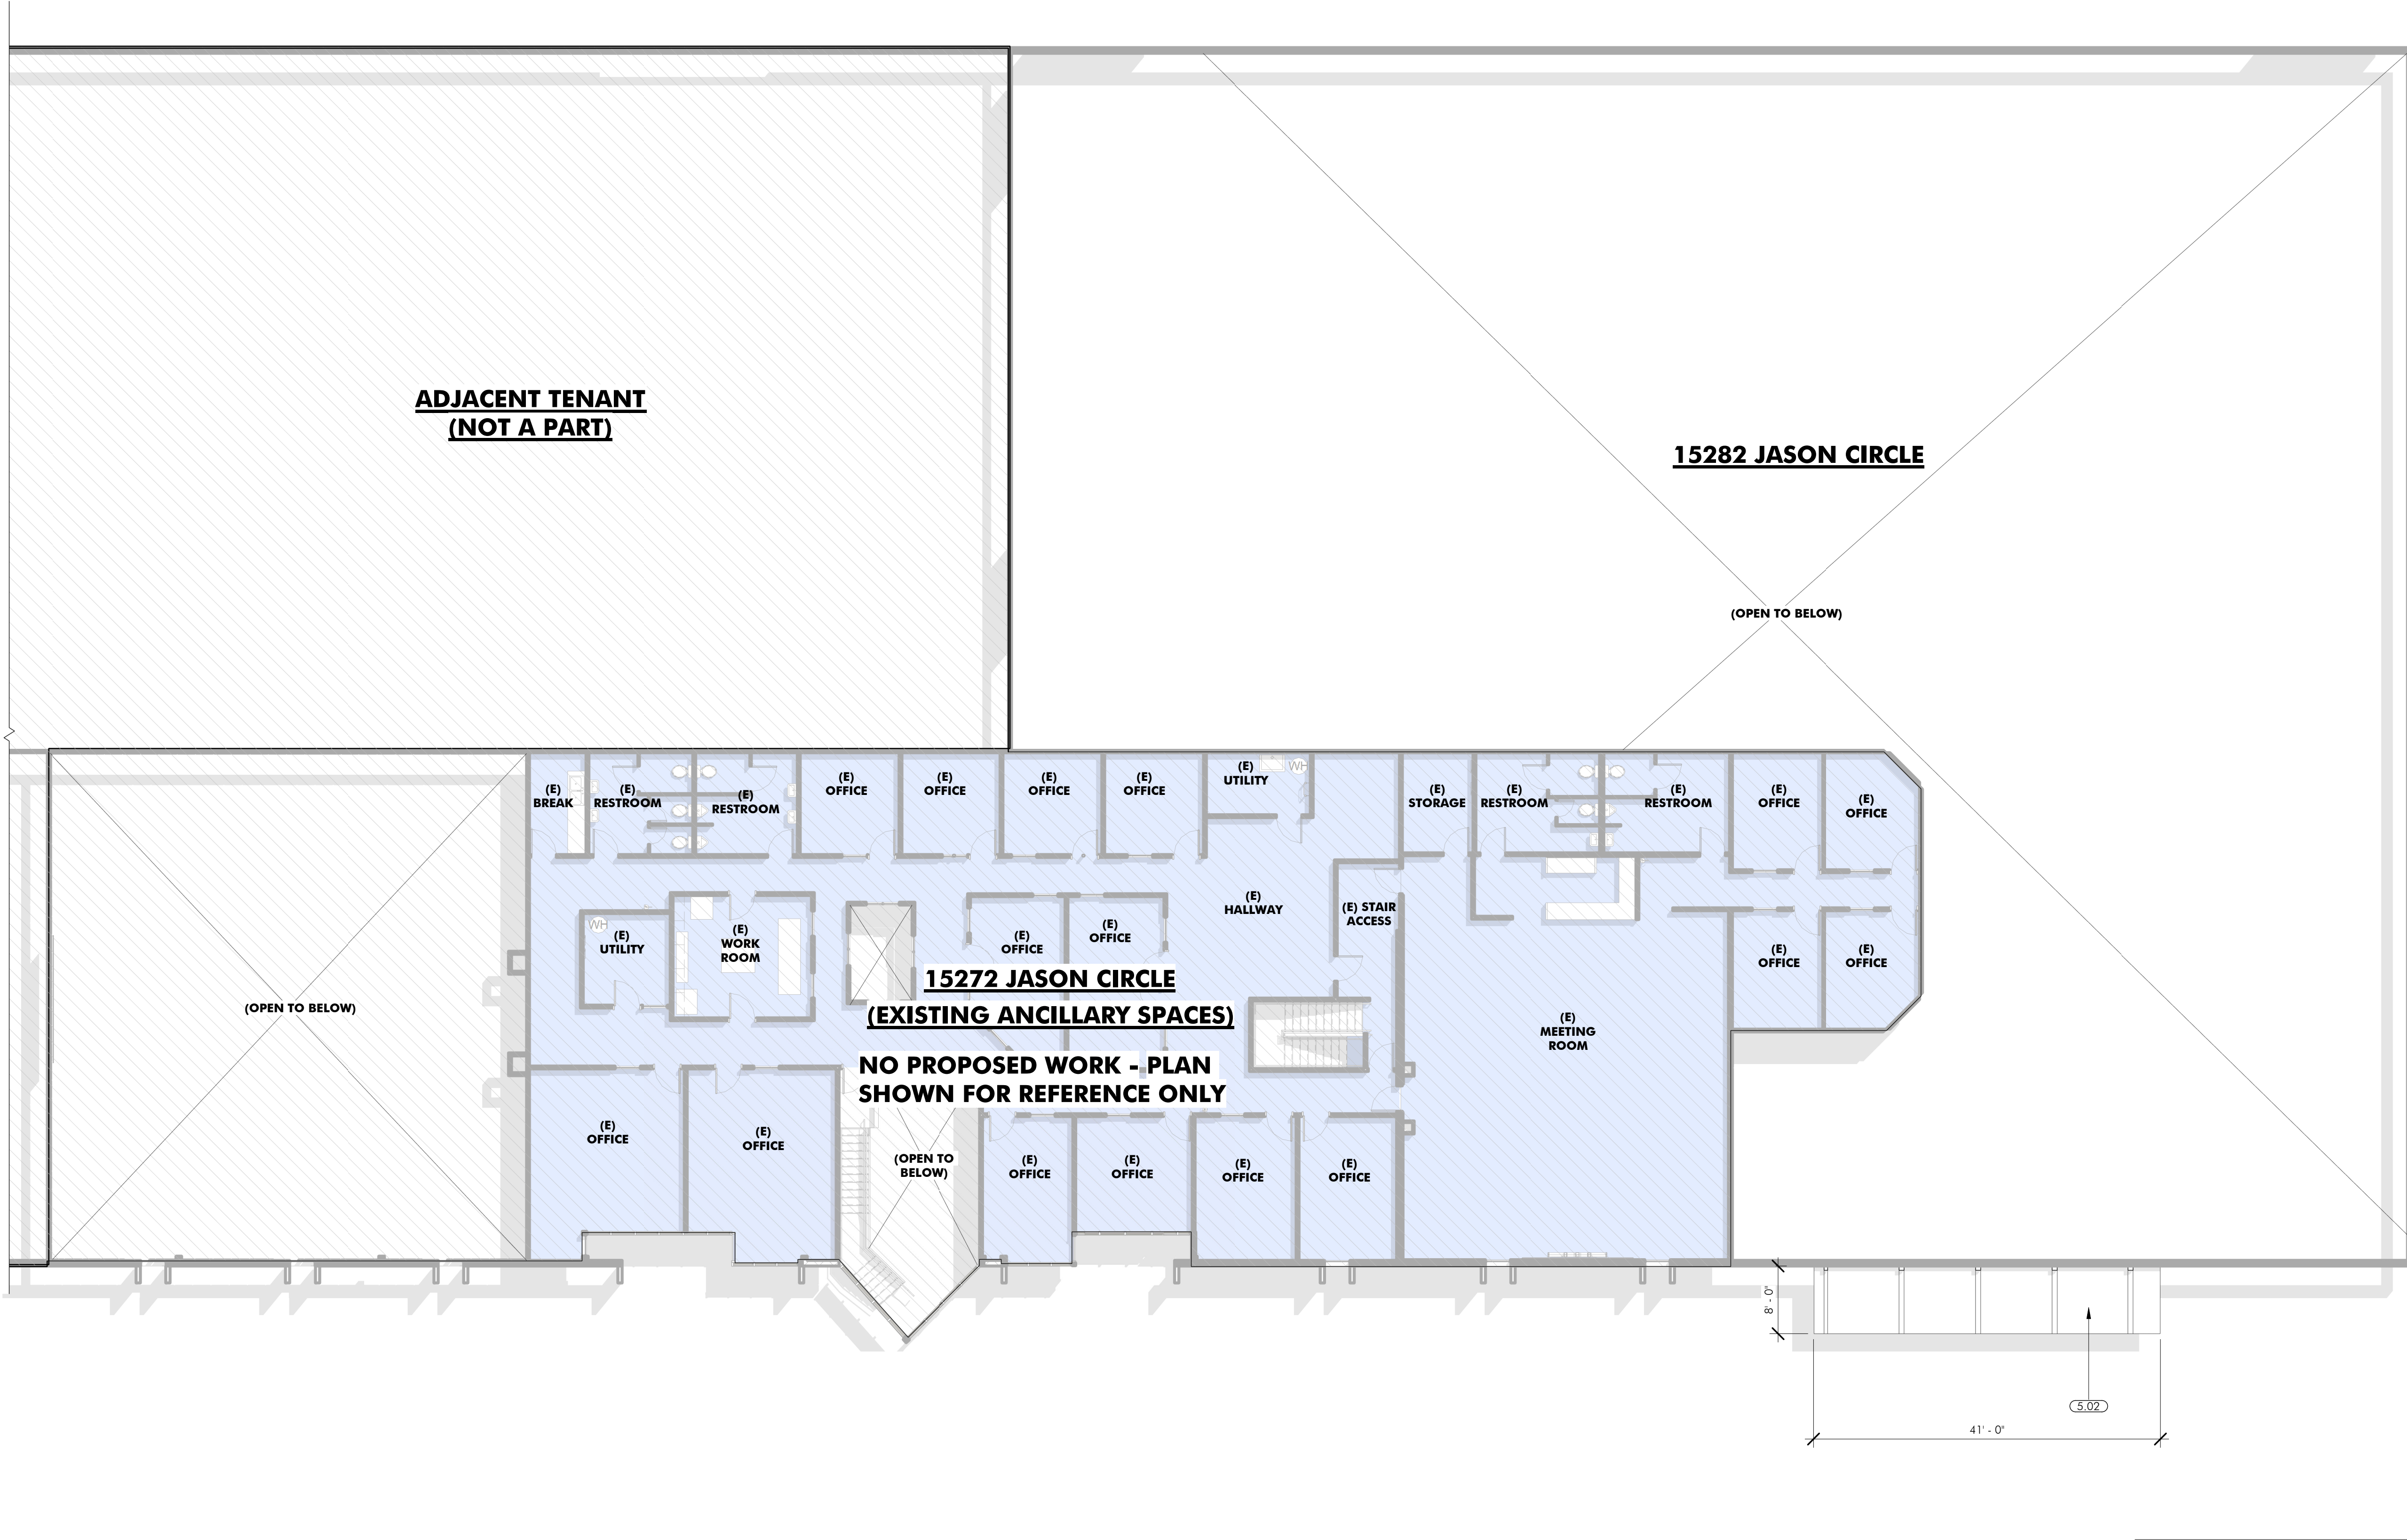 ADJACENT TENANT
(NOT A PART)
15282 JASON CIRCLE
(OPEN TO BELOW)
(E)
BREAK
(E)
RESTROOM
(E)
RESTROOM
(E)
OFFICE
(E)
OFFICE
(E)
OFFICE
(E)
OFFICE
(E)
UTILITY
WH
(E)
STORAGE
(E)
RESTROOM
(E)
RESTROOM
(E)
OFFICE
(E)
OFFICE
WH
(E)
UTILITY
(E)
WORK
ROOM
(E)
OFFICE
(E)
OFFICE
(E)
HALLWAY
(E) STAIR
ACCESS
(E)
OFFICE
(E)
OFFICE
(OPEN TO BELOW)
15272 JASON CIRCLE
(EXISTING ANCILLARY SPACES)
(E)
MEETING
ROOM
NO PROPOSED WORK - PLAN
SHOWN FOR REFERENCE ONLY
(E)
OFFICE
(E)
OFFICE
(OPEN TO
BELOW)
(E)
OFFICE
(E)
OFFICE
(E)
OFFICE
(E)
OFFICE
8' - 0"
5.02
41' - 0"